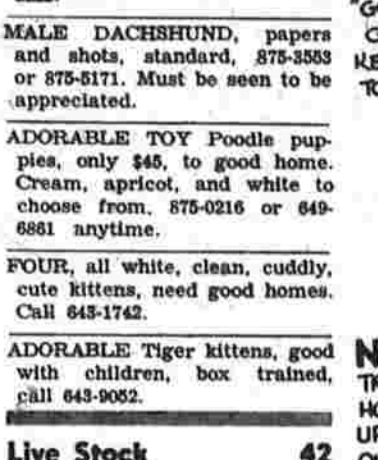 MALE DACHSHUND, papers
and shots, standard, 875-3553
or 875-5171. Must be seen to be
appreciated.
ADORABLE TOY Poodle pup-
pies, only $45, to good home.
Cream, apricot, and white to
choose from, 875-0216 or 649-
6861 anytime.
FOUR, all white, clean, cuddly,
cute kittens, need good homes.
Call 643-1742.
ADORABLE Tiger kittens, good
with children, box trained,
call 643-9052.
Live Stock 42